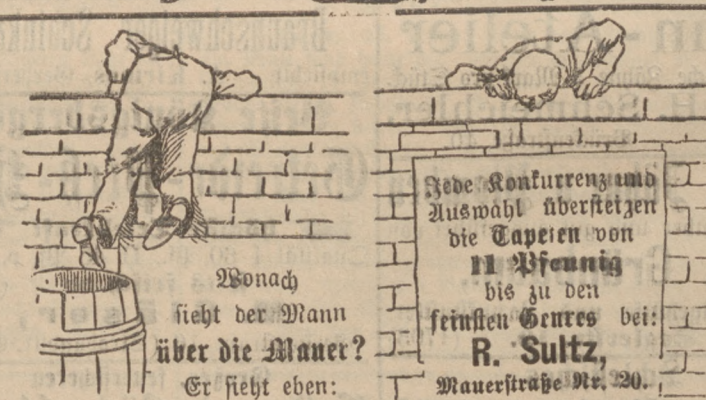 Wonach
sieht der Mann
über die Mauer?
Er sieht eben:
Jede Konkurrenz und
Auswahl übersteigen
die Tapeten von
11 Pfennig
bis zu den
feinsten Genres bei:
R. Sultz,
Mauerstraße Nr. 20.